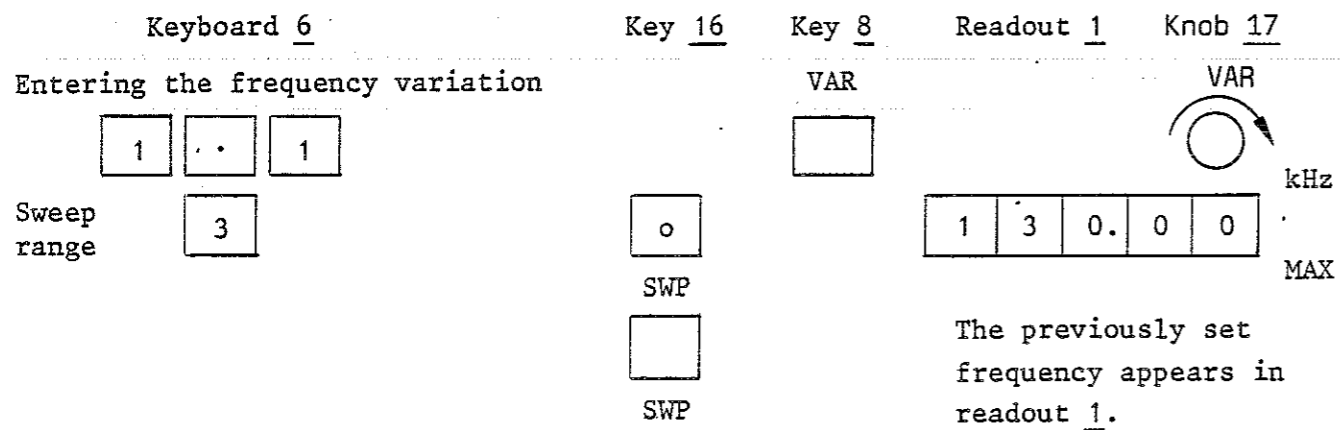 Keyboard 6 Key 16 Key 8 Readout 1 Knob 17
Entering the frequency variation VAR VAR
1 . 1
kHz
Sweep range 3 o 1 3 0. 0 0
MAX
SWP
The previously set
frequency appears in
SWP readout 1.